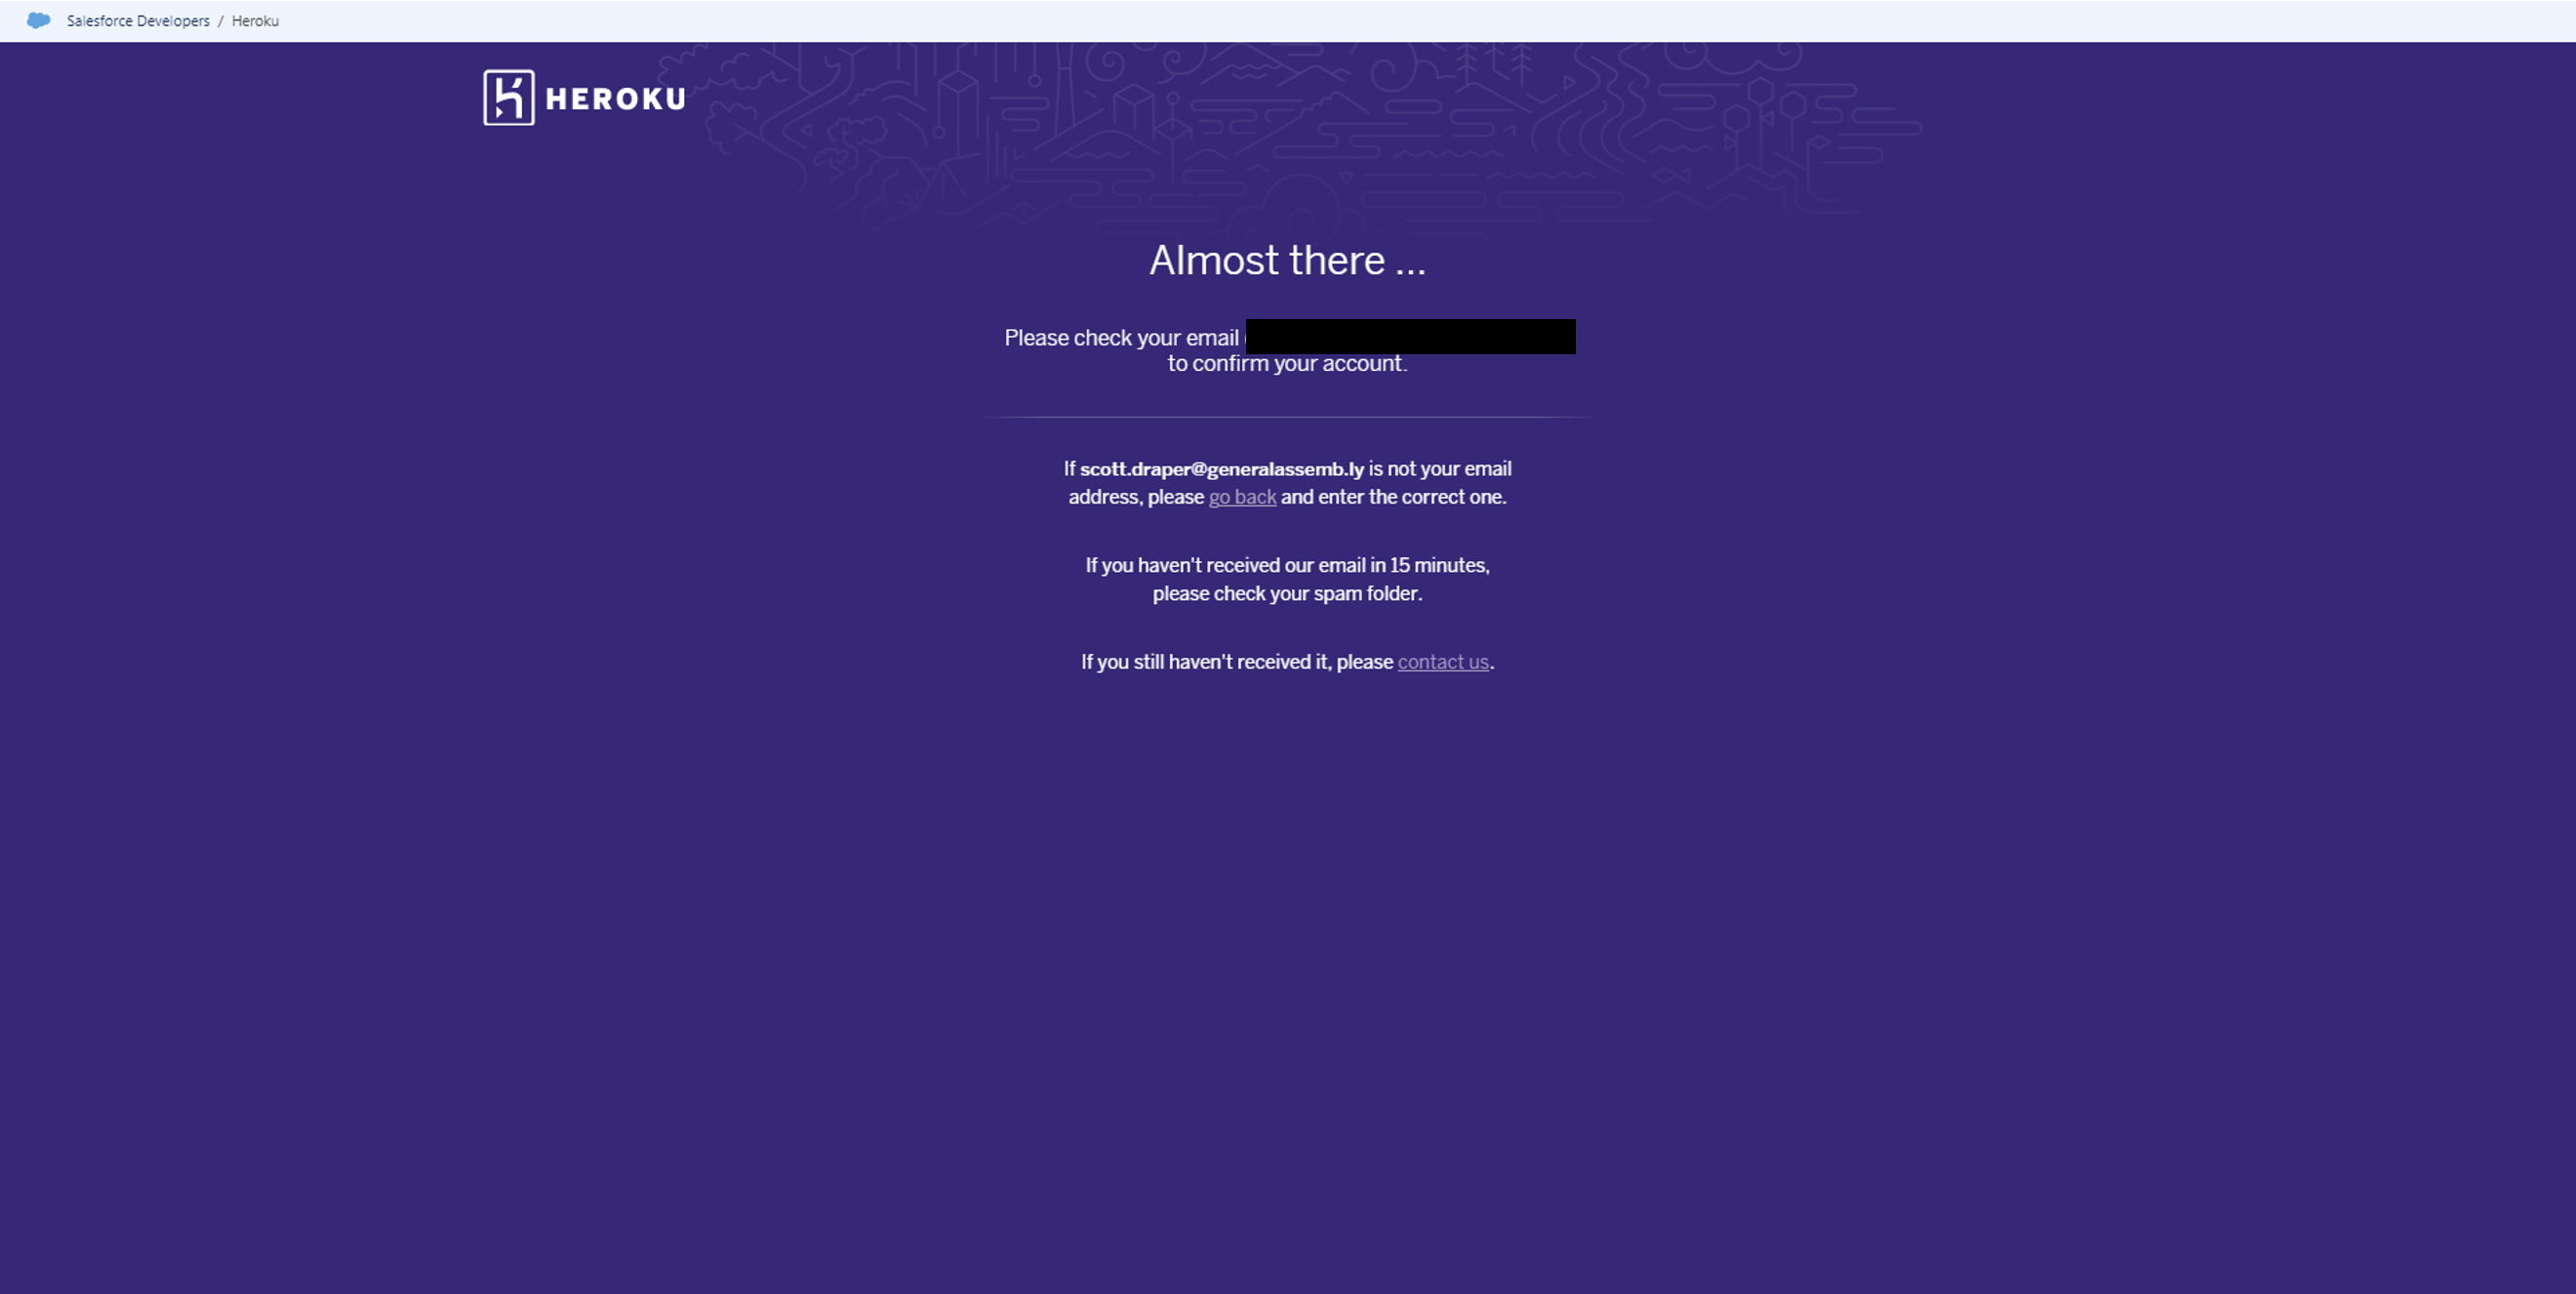 Salesforce Developers / Heroku
HEROKU
Almost there ...
Please check your email
to confirm your account.
If scott.draper@generalassemb.ly is not your email
address, please go back and enter the correct one.
If you haven't received our email in 15 minutes,
please check your spam folder.
If you still haven't received it, please contact us.